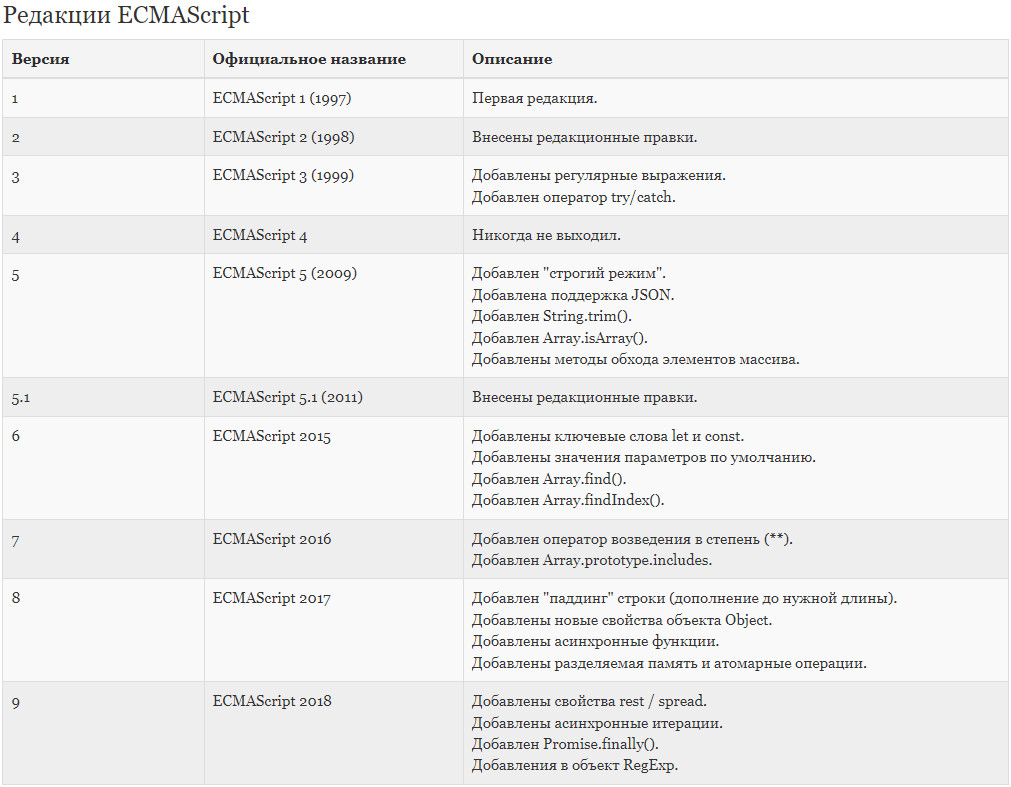 Редакции ECMAScript
Версия Официальное название Описание
1 ECMAScript 1 (1997) Первая редакция.
2 ECMAScript 2 (1998) Внесены редакционные правки.
3 ECMAScript 3 (1999) Добавлены регулярные выражения.
Добавлен оператор try/catch.
4 ECMAScript 4 Никогда не выходил.
5 ECMAScript 5 (2009) Добавлен "строгий режим".
Добавлена поддержка JSON.
Добавлен String.trim().
Добавлен Array.isArray().
Добавлены методы обхода элементов массива.
5.1 ECMAScript 5.1 (2011) Внесены редакционные правки.
6 ECMAScript 2015 Добавлены ключевые слова let и const.
Добавлены значения параметров по умолчанию.
Добавлен Array.find().
Добавлен Array.findIndex().
7 ECMAScript 2016 Добавлен оператор возведения в степень (**).
Добавлен Array.prototype.includes.
8 ECMAScript 2017 Добавлен "паддинг" строки (дополнение до нужной длины).
Добавлены новые свойства объекта Object.
Добавлены асинхронные функции.
Добавлены разделяемая память и атомарные операции.
9 ECMAScript 2018 Добавлены свойства rest / spread.
Добавлены асинхронные итерации.
Добавлен Promise.finally().
Добавления в объект RegExp.